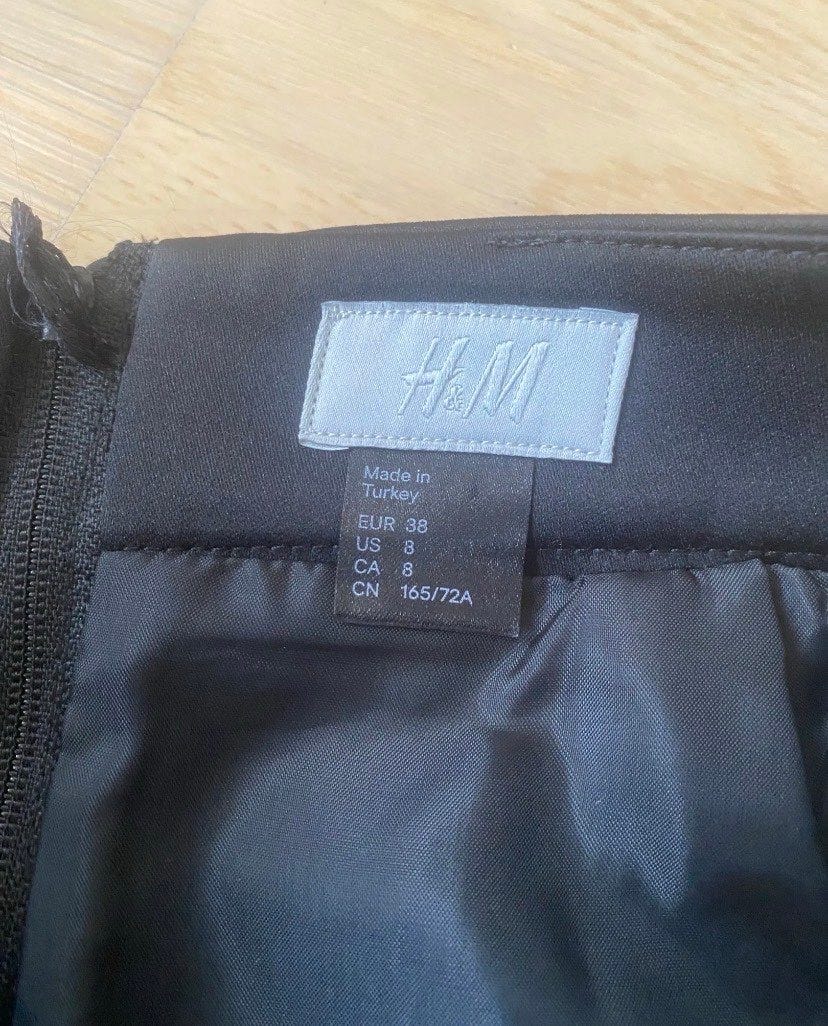 H&M
Made in
Turkey
EUR 38
US 8
CA 8
CN 165/72A